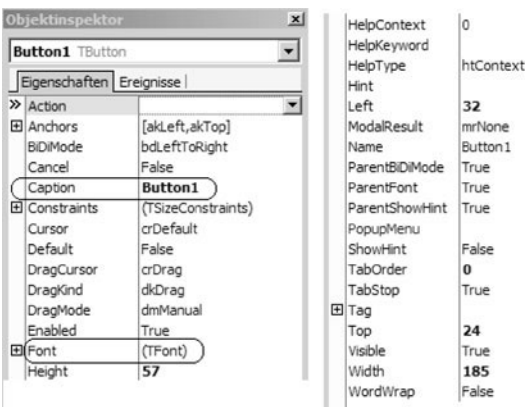 Objektinspektor
Button1 TButton
Eigenschaften Ereignisse
Action
Anchors [akLeft,akTop]
BiDiMode bdLeftToRight
Cancel False
Caption Button1
Constraints (TSizeConstraints)
Cursor crDefault
Default False
DragCursor crDrag
DragKind dkDrag
DragMode dmManual
Enabled True
Font (TFont)
Height 57
HelpContext 0
HelpKeyword
HelpType htContext
Hint
Left 32
ModalResult mrNone
Name Button1
ParentBiDiMode True
ParentFont True
ParentShowHint True
PopupMenu
ShowHint False
TabOrder 0
TabStop True
Tag
Top 24
Visible True
Width 185
WordWrap False